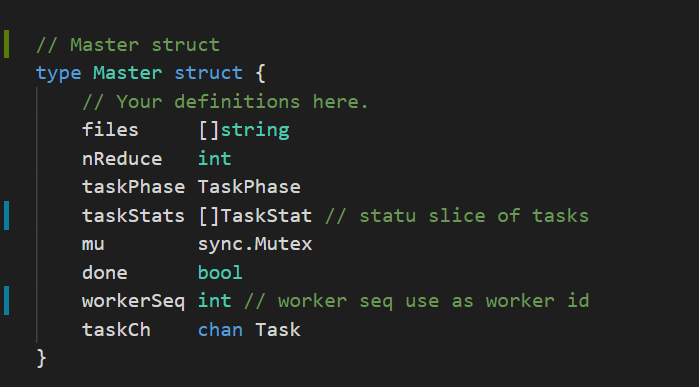 // Master struct
type Master struct {
// Your definitions here.
files []string
nReduce int
taskPhase TaskPhase
taskStats []TaskStat // statu slice of tasks
mu sync.Mutex
done bool
workerSeq int // worker seq use as worker id
taskCh chan Task
}